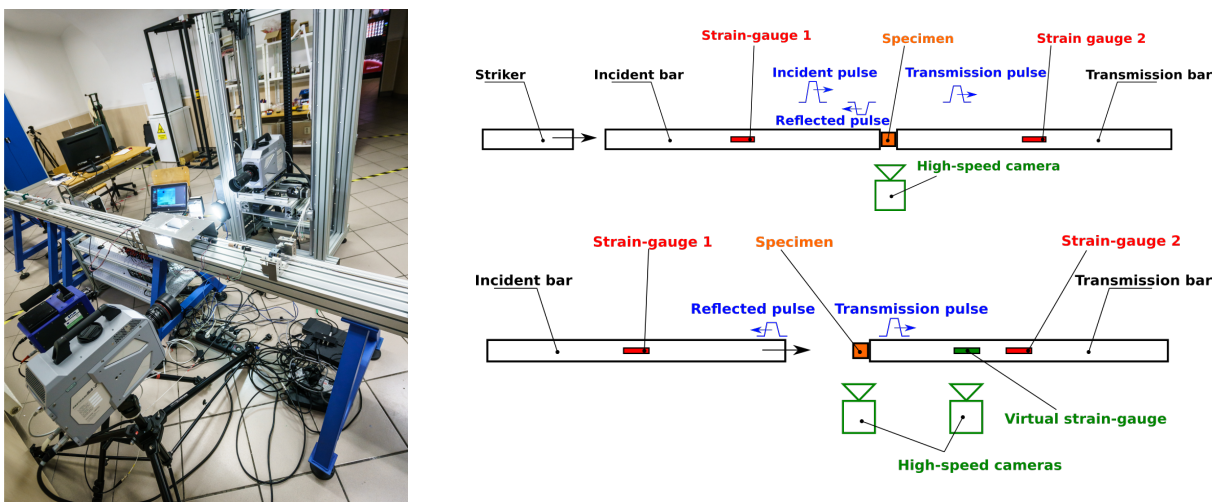 Strain-gauge 1
Specimen
Strain gauge 2
Striker
Incident bar
Incident pulse
Transmission pulse
Transmission bar
Reflected pulse
High-speed camera
Strain-gauge 1
Specimen
Strain-gauge 2
Incident bar
Transmission bar
Reflected pulse
Transmission pulse
Virtual strain-gauge
High-speed cameras